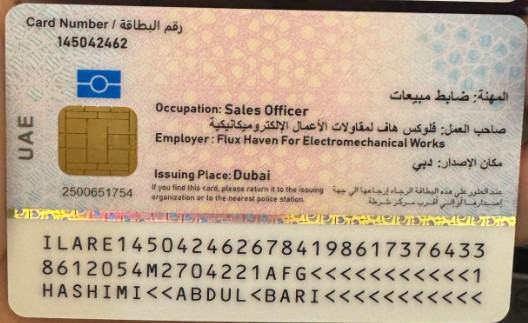 Card Number / رقم البطاقة
145042462
المهنة: ضابط مبيعات
Occupation: Sales Officer
صاحب العمل: فلوكس هاف لمقاولات الأعمال الإلكتروميكانيكية
Employer: Flux Haven For Electromechanical Works
مكان الإصدار: دبي
Issuing Place: Dubai
If you find this card, please return it to the issuing
organization or to the nearest police station.
عند العثور على هذه البطاقة الرجاء إرجاعها الى جهة
إصدارها أو إلى أقرب مركز شرطة
UAE
2500651754
ILARE1450424626784198617376433
8612054M2704221AFG<<<<<<<<<<<1
HASHIMI<<ABDUL<BARI<<<<<<<<<<<